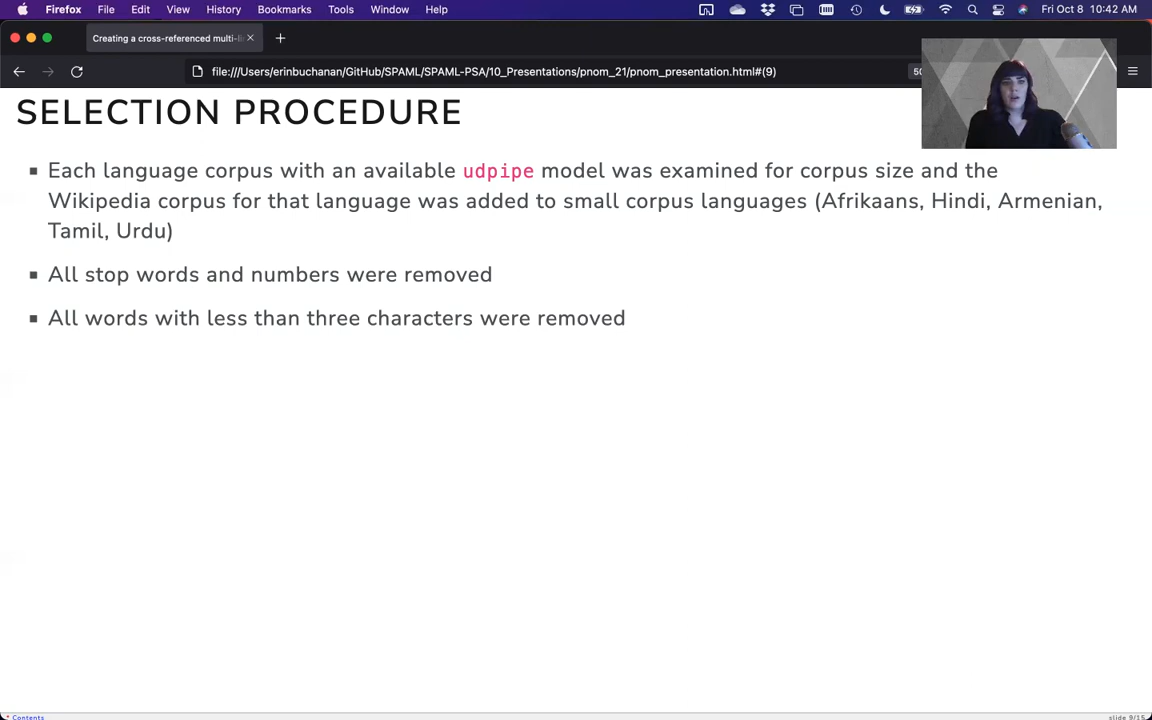 Firefox File Edit View History Bookmarks Tools Window Help Fri Oct 8 10:42 AM
Creating a cross-referenced multi-
file:///Users/erinbuchanan/GitHub/SPAML/SPAML-PSA/10_Presentations/pnom_21/pnom_presentation.html#(9)
SELECTION PROCEDURE
Each language corpus with an available udpipe model was examined for corpus size and the
Wikipedia corpus for that language was added to small corpus languages (Afrikaans, Hindi, Armenian,
Tamil, Urdu)
All stop words and numbers were removed
All words with less than three characters were removed
Contents slide 9/15